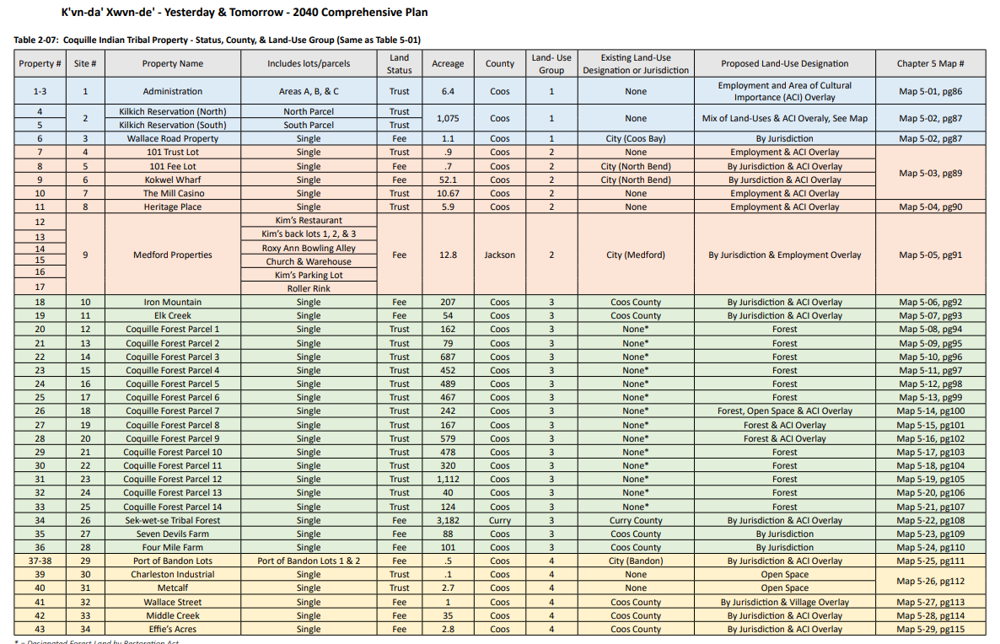 K'vn-da' Xwvn-de' - Yesterday & Tomorrow - 2040 Comprehensive Plan
Table 2-07: Coquille Indian Tribal Property - Status, County, & Land-Use Group (Same as Table 5-01)
Property # Site # Property Name Includes lots/parcels Land Status Acreage County Land- Use Group Existing Land-Use Designation or Jurisdiction Proposed Land-Use Designation Chapter 5 Map #
1-3 1 Administration Areas A, B, & C Trust 6.4 Coos 1 None Employment and Area of Cultural Importance (ACI) Overlay Map 5-01, pg86
4 2 Kilkich Reservation (North) North Parcel Trust 1,075 Coos 1 None Mix of Land-Uses & ACI Overaly, See Map Map 5-02, pg87
5 Kilkich Reservation (South) South Parcel Trust
6 3 Wallace Road Property Single Fee 1.1 Coos 1 City (Coos Bay) By Jurisdiction Map 5-02, pg87
7 4 101 Trust Lot Single Trust .9 Coos 2 None Employment & ACI Overlay Map 5-03, pg89
8 5 101 Fee Lot Single Fee .7 Coos 2 City (North Bend) By Jurisdiction & ACI Overlay
9 6 Kokwel Wharf Single Fee 52.1 Coos 2 City (North Bend) By Jursdiction & ACI Overlay
10 7 The Mill Casino Single Trust 10.67 Coos 2 None Employment & ACI Overlay
11 8 Heritage Place Single Trust 5.9 Coos 2 None Employment & ACI Overlay Map 5-04, pg90
12 9 Medford Properties Kim's Restaurant Fee 12.8 Jackson 2 City (Medford) By Jurisdiction & Employment Overlay Map 5-05, pg91
13 Kim's back lots 1, 2, & 3
14 Roxy Ann Bowling Alley
15 Church & Warehouse
16 Kim's Parking Lot
17 Roller Rink
18 10 Iron Mountain Single Fee 207 Coos 3 Coos County By Jurisdiction & ACI Overlay Map 5-06, pg92
19 11 Elk Creek Single Fee 54 Coos 3 Coos County By Jurisdiction & ACI Overlay Map 5-07, pg93
20 12 Coquille Forest Parcel 1 Single Trust 162 Coos 3 None* Forest Map 5-08, pg94
21 13 Coquille Forest Parcel 2 Single Trust 79 Coos 3 None* Forest Map 5-09, pg95
22 14 Coquille Forest Parcel 3 Single Trust 687 Coos 3 None* Forest Map 5-10, pg96
23 15 Coquille Forest Parcel 4 Single Trust 452 Coos 3 None* Forest Map 5-11, pg97
24 16 Coquille Forest Parcel 5 Single Trust 489 Coos 3 None* Forest Map 5-12, pg98
25 17 Coquille Forest Parcel 6 Single Trust 467 Coos 3 None* Forest Map 5-13, pg99
26 18 Coquille Forest Parcel 7 Single Trust 242 Coos 3 None* Forest, Open Space & ACI Overlay Map 5-14, pg100
27 19 Coquille Forest Parcel 8 Single Trust 167 Coos 3 None* Forest & ACI Overlay Map 5-15, pg101
28 20 Coquille Forest Parcel 9 Single Trust 579 Coos 3 None* Forest & ACI Overlay Map 5-16, pg102
29 21 Coquille Forest Parcel 10 Single Trust 478 Coos 3 None* Forest Map 5-17, pg103
30 22 Coquille Forest Parcel 11 Single Trust 320 Coos 3 None* Forest Map 5-18, pg104
31 23 Coquille Forest Parcel 12 Single Trust 1,112 Coos 3 None* Forest Map 5-19, pg105
32 24 Coquille Forest Parcel 13 Single Trust 40 Coos 3 None* Forest Map 5-20, pg106
33 25 Coquille Forest Parcel 14 Single Trust 124 Coos 3 None* Forest Map 5-21, pg107
34 26 Sek-wet-se Tribal Forest Single Fee 3,182 Curry 3 Curry County By Jurisdiction & ACI Overlay Map 5-22, pg108
35 27 Seven Devils Farm Single Fee 88 Coos 3 Coos County By Jurisdiction Map 5-23, pg109
36 28 Four Mile Farm Single Fee 101 Coos 3 Coos County By Jurisdiction Map 5-24, pg110
37-38 29 Port of Bandon Lots Port of Bandon Lots 1 & 2 Fee .5 Coos 4 City (Bandon) By Jurisdiction & ACI Overlay Map 5-25, pg111
39 30 Charleston Industrial Single Trust .1 Coos 4 None Open Space Map 5-26, pg112
40 31 Metcalf Single Trust 2.7 Coos 4 None Open Space
41 32 Wallace Street Single Fee 1 Coos 4 Coos County By Jurisdiction & Village Overlay Map 5-27, pg113
42 33 Middle Creek Single Fee 35 Coos 4 Coos County By Jurisdiction & ACI Overlay Map 5-28, pg114
43 34 Effie's Acres Single Fee 2.8 Coos 4 Coos County By Jurisdiction & ACI Overlay Map 5-29, pg115
* = Designated Forest Land by Restoration Act